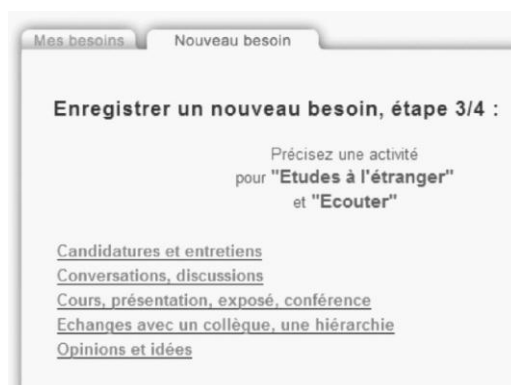 Mes besoins
Nouveau besoin
Enregistrer un nouveau besoin, étape 3/4 :
Précisez une activité
pour "Etudes à l'étranger"
et "Ecouter"
Candidatures et entretiens
Conversations, discussions
Cours, présentation, exposé, conférence
Echanges avec un collègue, une hiérarchie
Opinions et idées